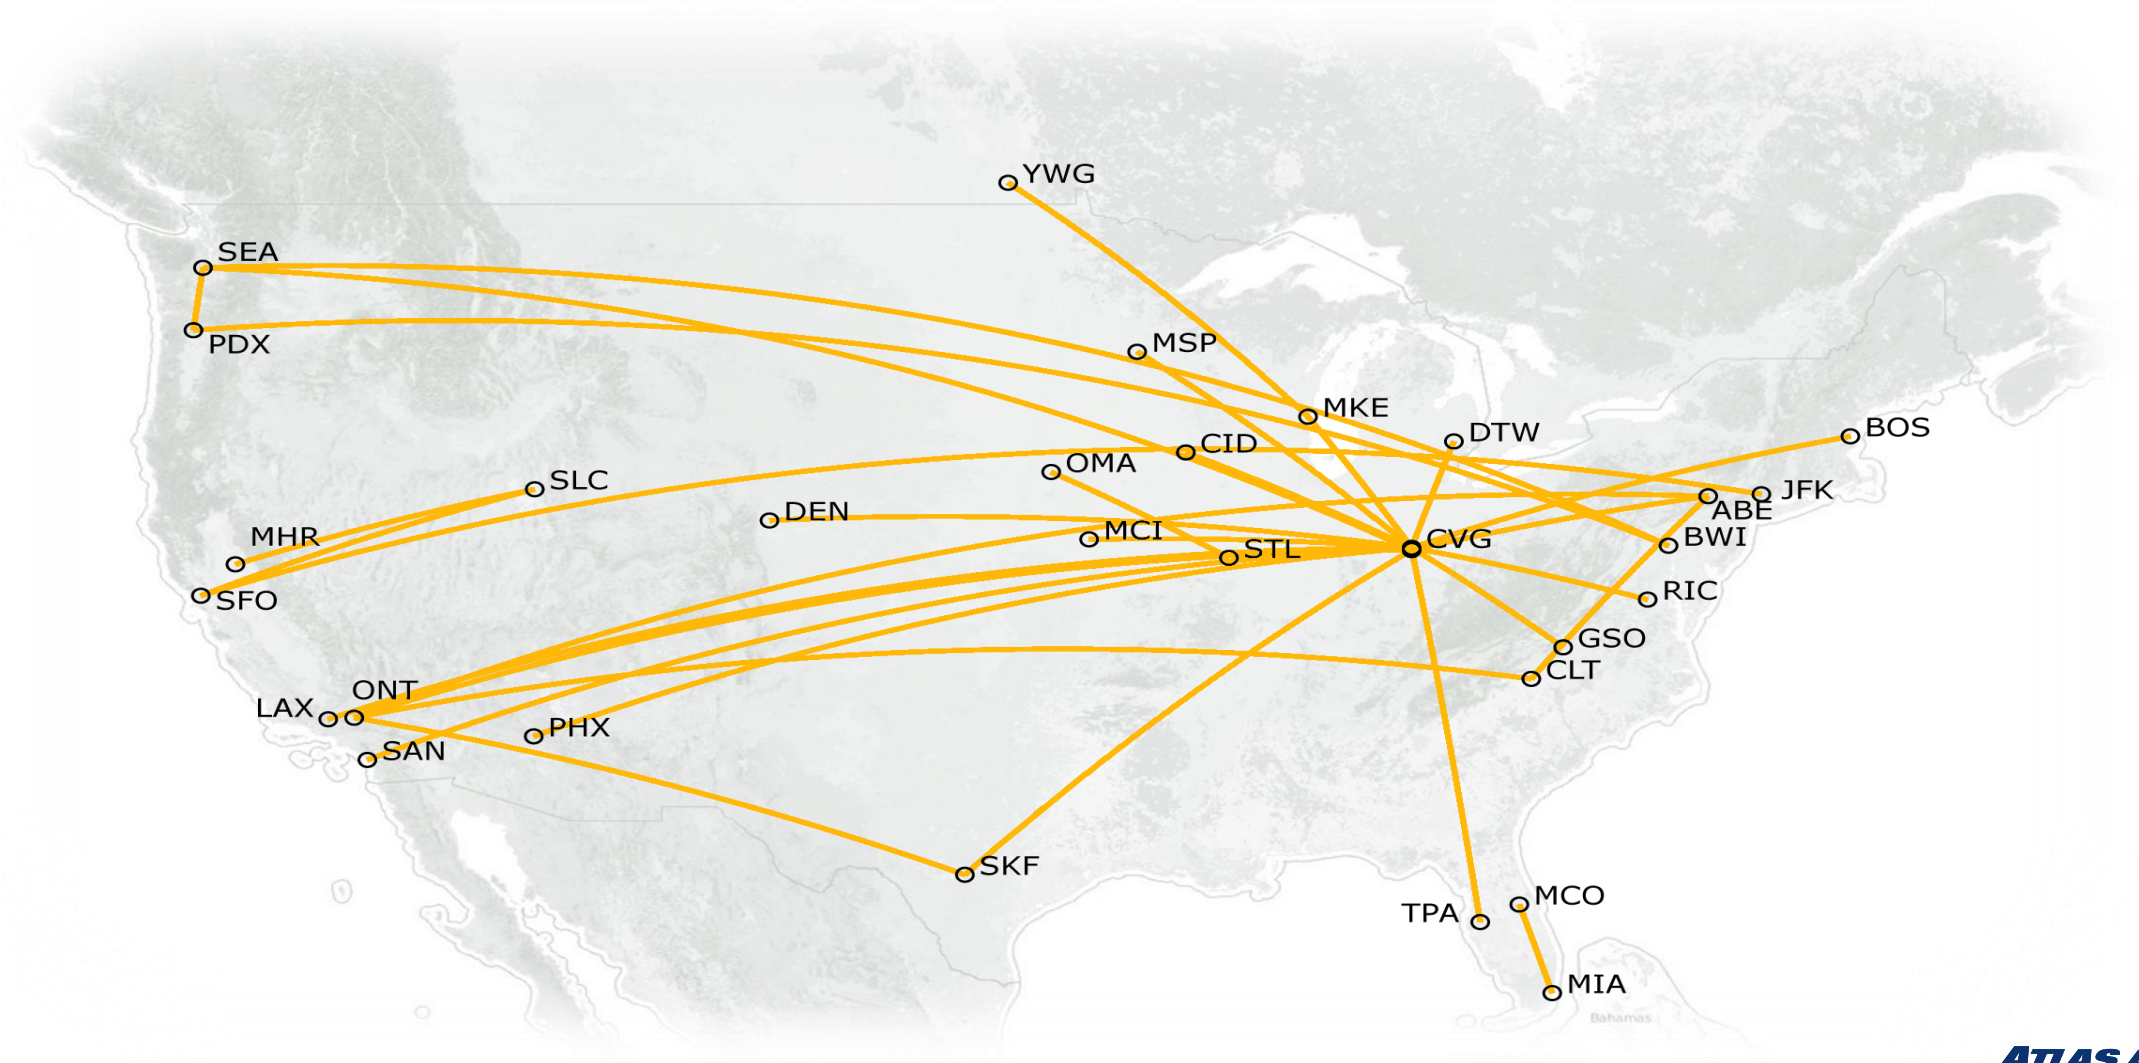 YWG
SEA
PDX
MSP
MKE
DTW
BOS
CID
OMA
SLC
DEN
JFK
ABE
MHR
MCI
STL
CVG
BWI
SFO
RIC
GSO
CLT
ONT
LAX
PHX
SAN
SKF
MCO
TPA
MIA
Bahamas
ATLAS